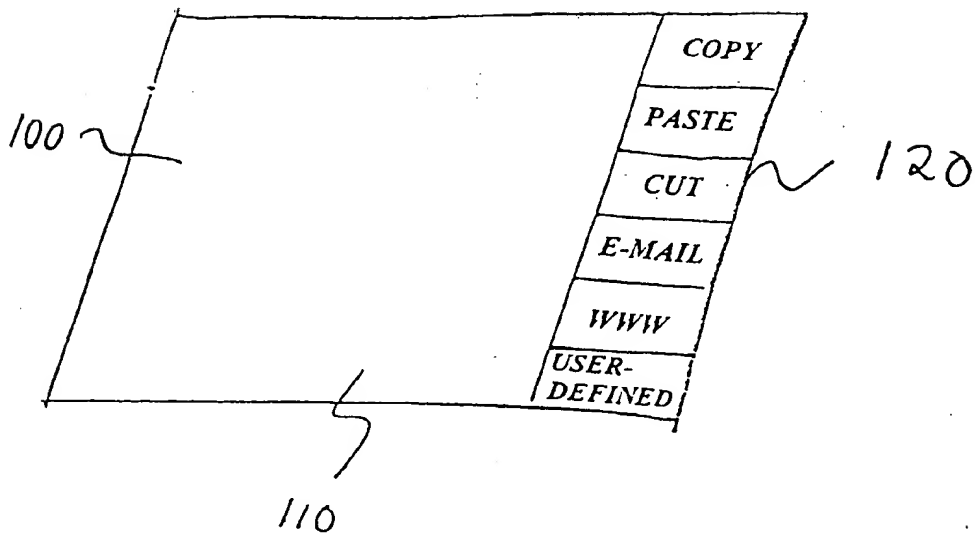 COPY
PASTE
100
CUT
120
E-MAIL
WWW
USER-
DEFINED
110